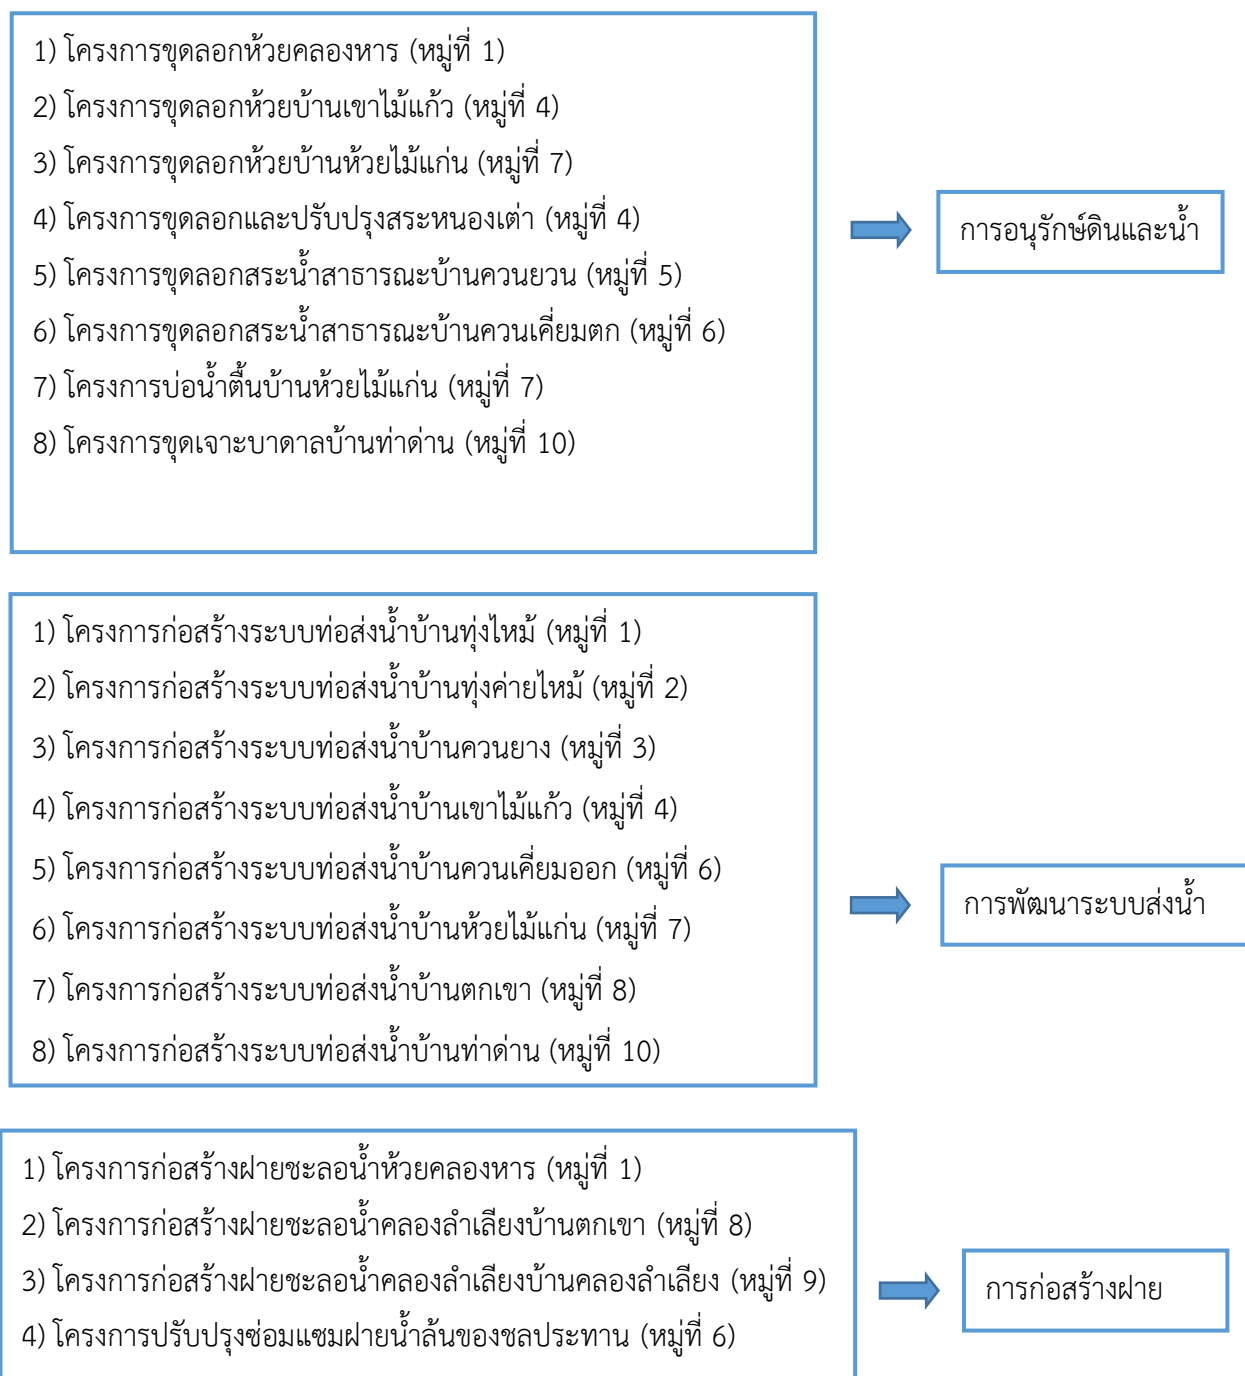 1) โครงการขุดลอกห้วยคลองหาร (หมู่ที่ 1)
2) โครงการขุดลอกห้วยบ้านเขาไม้แก้ว (หมู่ที่ 4)
3) โครงการขุดลอกห้วยบ้านห้วยไม้แก่น (หมู่ที่ 7)
4) โครงการขุดลอกและปรับปรุงสระหนองเต่า (หมู่ที่ 4)
5) โครงการขุดลอกสระน้ำสาธารณะบ้านควนยวน (หมู่ที่ 5)
6) โครงการขุดลอกสระน้ำสาธารณะบ้านควนเคี่ยมตก (หมู่ที่ 6)
7) โครงการบ่อน้ำตื้นบ้านห้วยไม้แก่น (หมู่ที่ 7)
8) โครงการขุดเจาะบาดาลบ้านท่าด่าน (หมู่ที่ 10)
การอนุรักษ์ดินและน้ำ
1) โครงการก่อสร้างระบบท่อส่งน้ำบ้านทุ่งไหม้ (หมู่ที่ 1)
2) โครงการก่อสร้างระบบท่อส่งน้ำบ้านทุ่งค่ายไหม้ (หมู่ที่ 2)
3) โครงการก่อสร้างระบบท่อส่งน้ำบ้านควนยาง (หมู่ที่ 3)
4) โครงการก่อสร้างระบบท่อส่งน้ำบ้านเขาไม้แก้ว (หมู่ที่ 4)
5) โครงการก่อสร้างระบบท่อส่งน้ำบ้านควนเคี่ยมออก (หมู่ที่ 6)
6) โครงการก่อสร้างระบบท่อส่งน้ำบ้านห้วยไม้แก่น (หมู่ที่ 7)
7) โครงการก่อสร้างระบบท่อส่งน้ำบ้านตกเขา (หมู่ที่ 8)
8) โครงการก่อสร้างระบบท่อส่งน้ำบ้านท่าด่าน (หมู่ที่ 10)
การพัฒนาระบบส่งน้ำ
1) โครงการก่อสร้างฝายชะลอน้ำห้วยคลองหาร (หมู่ที่ 1)
2) โครงการก่อสร้างฝายชะลอน้ำคลองลำเลียงบ้านตกเขา (หมู่ที่ 8)
3) โครงการก่อสร้างฝายชะลอน้ำคลองลำเลียงบ้านคลองลำเลียง (หมู่ที่ 9)
4) โครงการปรับปรุงซ่อมแซมฝายน้ำล้นของชลประทาน (หมู่ที่ 6)
การก่อสร้างฝาย